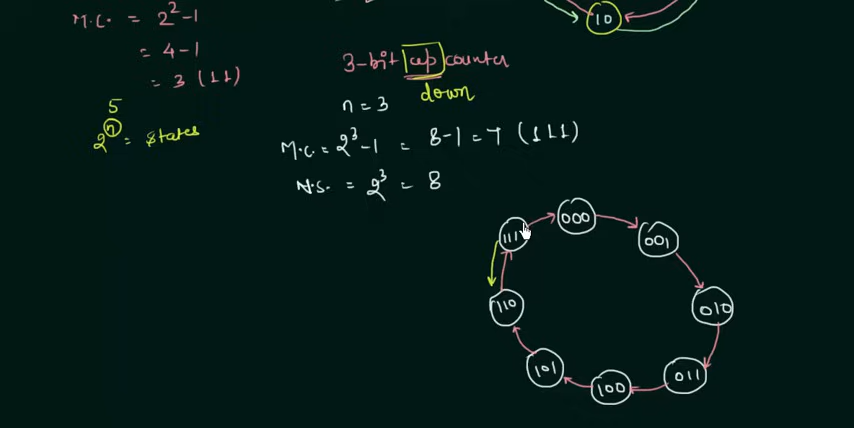 M.C. = 2²-1
= 4-1
= 3 (11)
5
2ⁿ = states
10
3-bit up counter
down
n = 3
M.C. = 2³-1 = 8-1 = 7 (111)
N.S. = 2³ = 8
000
001
010
011
100
101
110
111